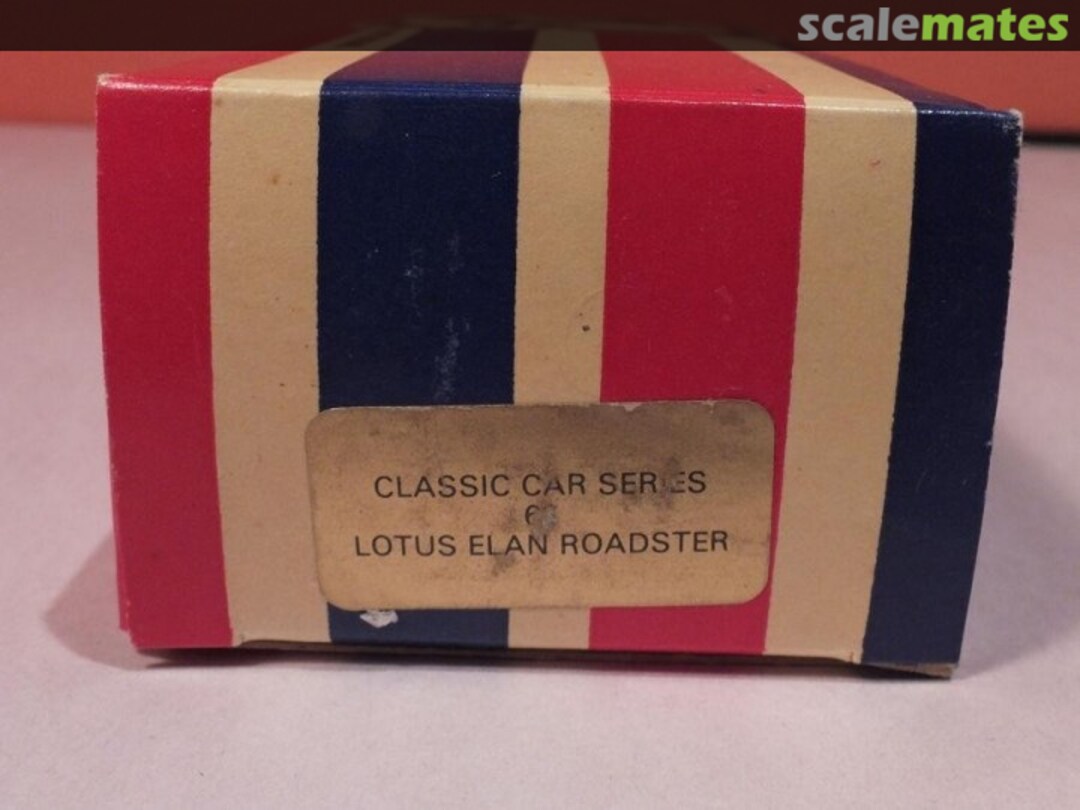 scalemates
CLASSIC CAR SERIES
LOTUS ELAN ROADSTER